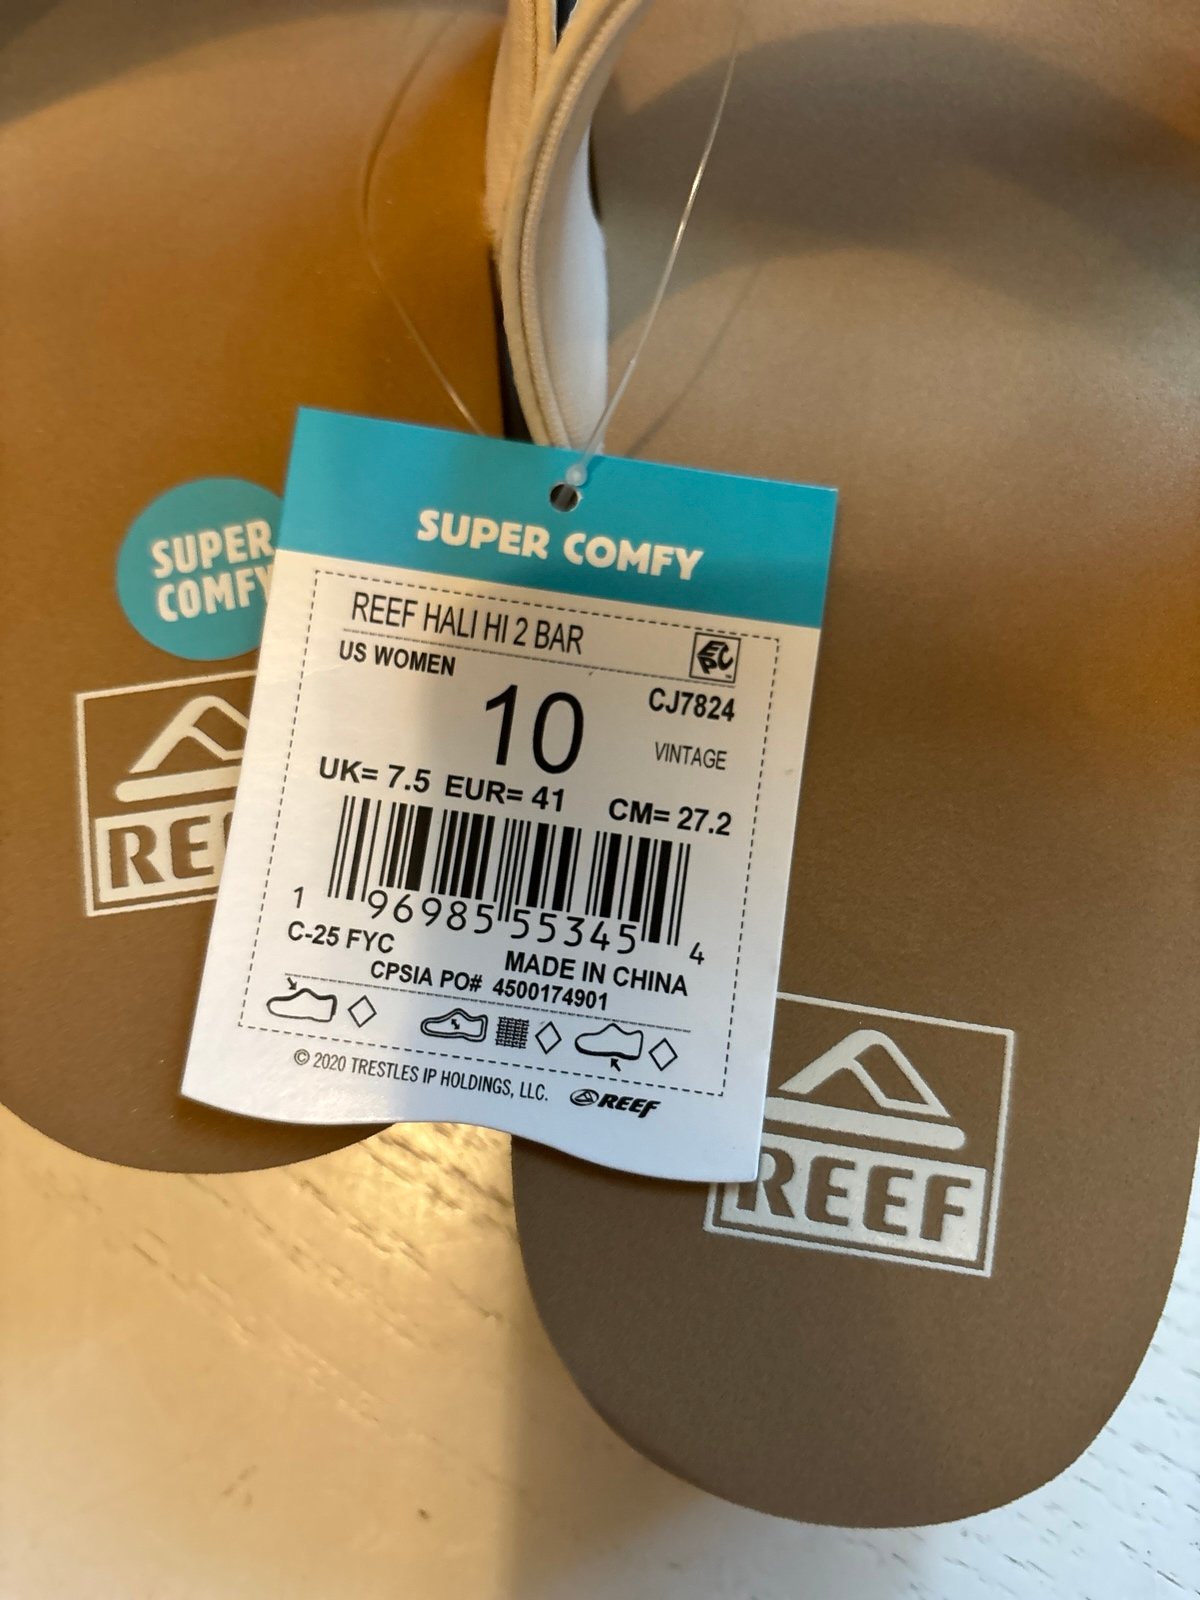 SUPER COMFY
REEF HALI HI 2 BAR
US WOMEN
10
CJ7824
VINTAGE
UK= 7.5 EUR= 41 CM= 27.2
1 96985 55345 4
C-25 FYC
MADE IN CHINA
CPSIA PO# 4500174901
© 2020 TRESTLES IP HOLDINGS, LLC.
REEF
SUPER
COMFY
REEF